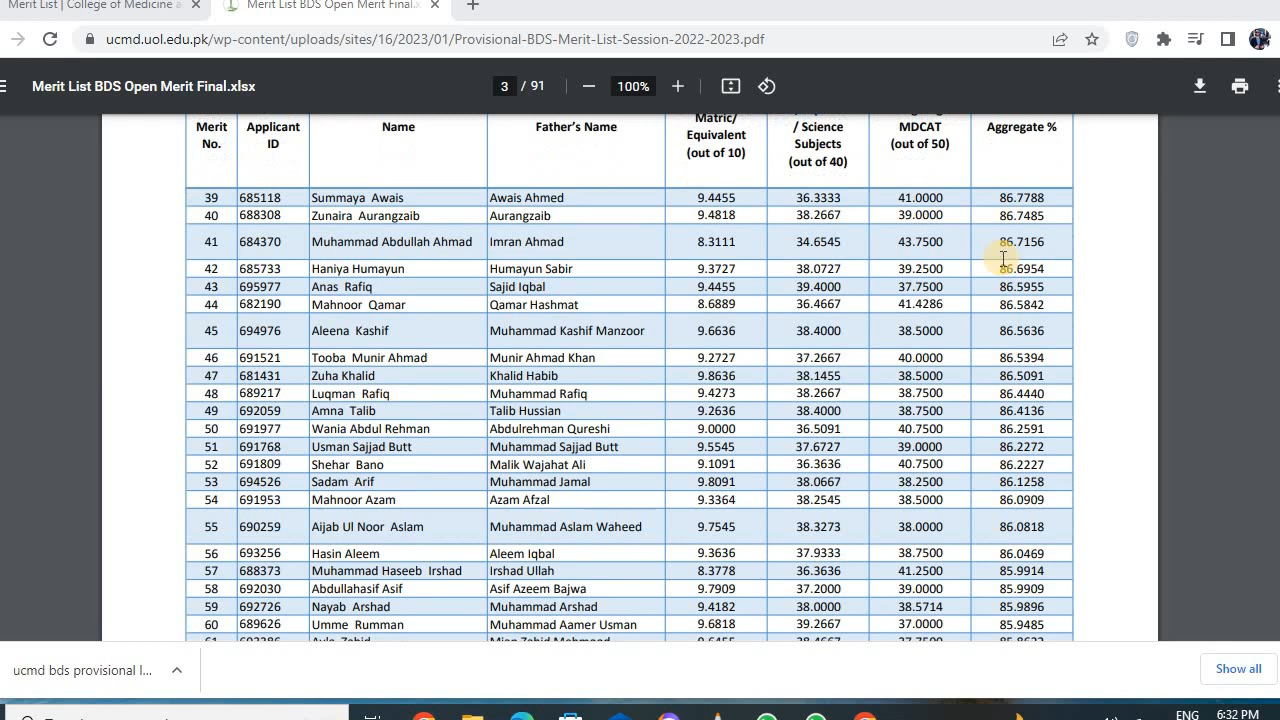 Merit List | College of Medicine a
Merit List BDS Open Merit Final.x
ucmd.uol.edu.pk/wp-content/uploads/sites/16/2023/01/Provisional-BDS-Merit-List-Session-2022-2023.pdf
Merit List BDS Open Merit Final.xlsx 3 / 91 100%
Merit No. Applicant ID Name Father's Name Matric/ Equivalent (out of 10) / Science Subjects (out of 40) MDCAT (out of 50) Aggregate %
39 685118 Summaya Awais Awais Ahmed 9.4455 36.3333 41.0000 86.7788
40 688308 Zunaira Aurangzaib Aurangzaib 9.4818 38.2667 39.0000 86.7485
41 684370 Muhammad Abdullah Ahmad Imran Ahmad 8.3111 34.6545 43.7500 86.7156
42 685733 Haniya Humayun Humayun Sabir 9.3727 38.0727 39.2500 86.6954
43 695977 Anas Rafiq Sajid Iqbal 9.4455 39.4000 37.7500 86.5955
44 682190 Mahnoor Qamar Qamar Hashmat 8.6889 36.4667 41.4286 86.5842
45 694976 Aleena Kashif Muhammad Kashif Manzoor 9.6636 38.4000 38.5000 86.5636
46 691521 Tooba Munir Ahmad Munir Ahmad Khan 9.2727 37.2667 40.0000 86.5394
47 681431 Zuha Khalid Khalid Habib 9.8636 38.1455 38.5000 86.5091
48 689217 Luqman Rafiq Muhammad Rafiq 9.4273 38.2667 38.7500 86.4440
49 692059 Amna Talib Talib Hussian 9.2636 38.4000 38.7500 86.4136
50 691977 Wania Abdul Rehman Abdulrehman Qureshi 9.0000 36.5091 40.7500 86.2591
51 691768 Usman Sajjad Butt Muhammad Sajjad Butt 9.5545 37.6727 39.0000 86.2272
52 691809 Shehar Bano Malik Wajahat Ali 9.1091 36.3636 40.7500 86.2227
53 694526 Sadam Arif Muhammad Jamal 9.8091 38.0667 38.2500 86.1258
54 691953 Mahnoor Azam Azam Afzal 9.3364 38.2545 38.5000 86.0909
55 690259 Aijab Ul Noor Aslam Muhammad Aslam Waheed 9.7545 38.3273 38.0000 86.0818
56 693256 Hasin Aleem Aleem Iqbal 9.3636 37.9333 38.7500 86.0469
57 688373 Muhammad Haseeb Irshad Irshad Ullah 8.3778 36.3636 41.2500 85.9914
58 692030 Abdullahasif Asif Asif Azeem Bajwa 9.7909 37.2000 39.0000 85.9909
59 692726 Nayab Arshad Muhammad Arshad 9.4182 38.0000 38.5714 85.9896
60 689626 Umme Rumman Muhammad Aamer Usman 9.6818 39.2667 37.0000 85.9485
ucmd bds provisional l... Show all
ENG 6:32 PM